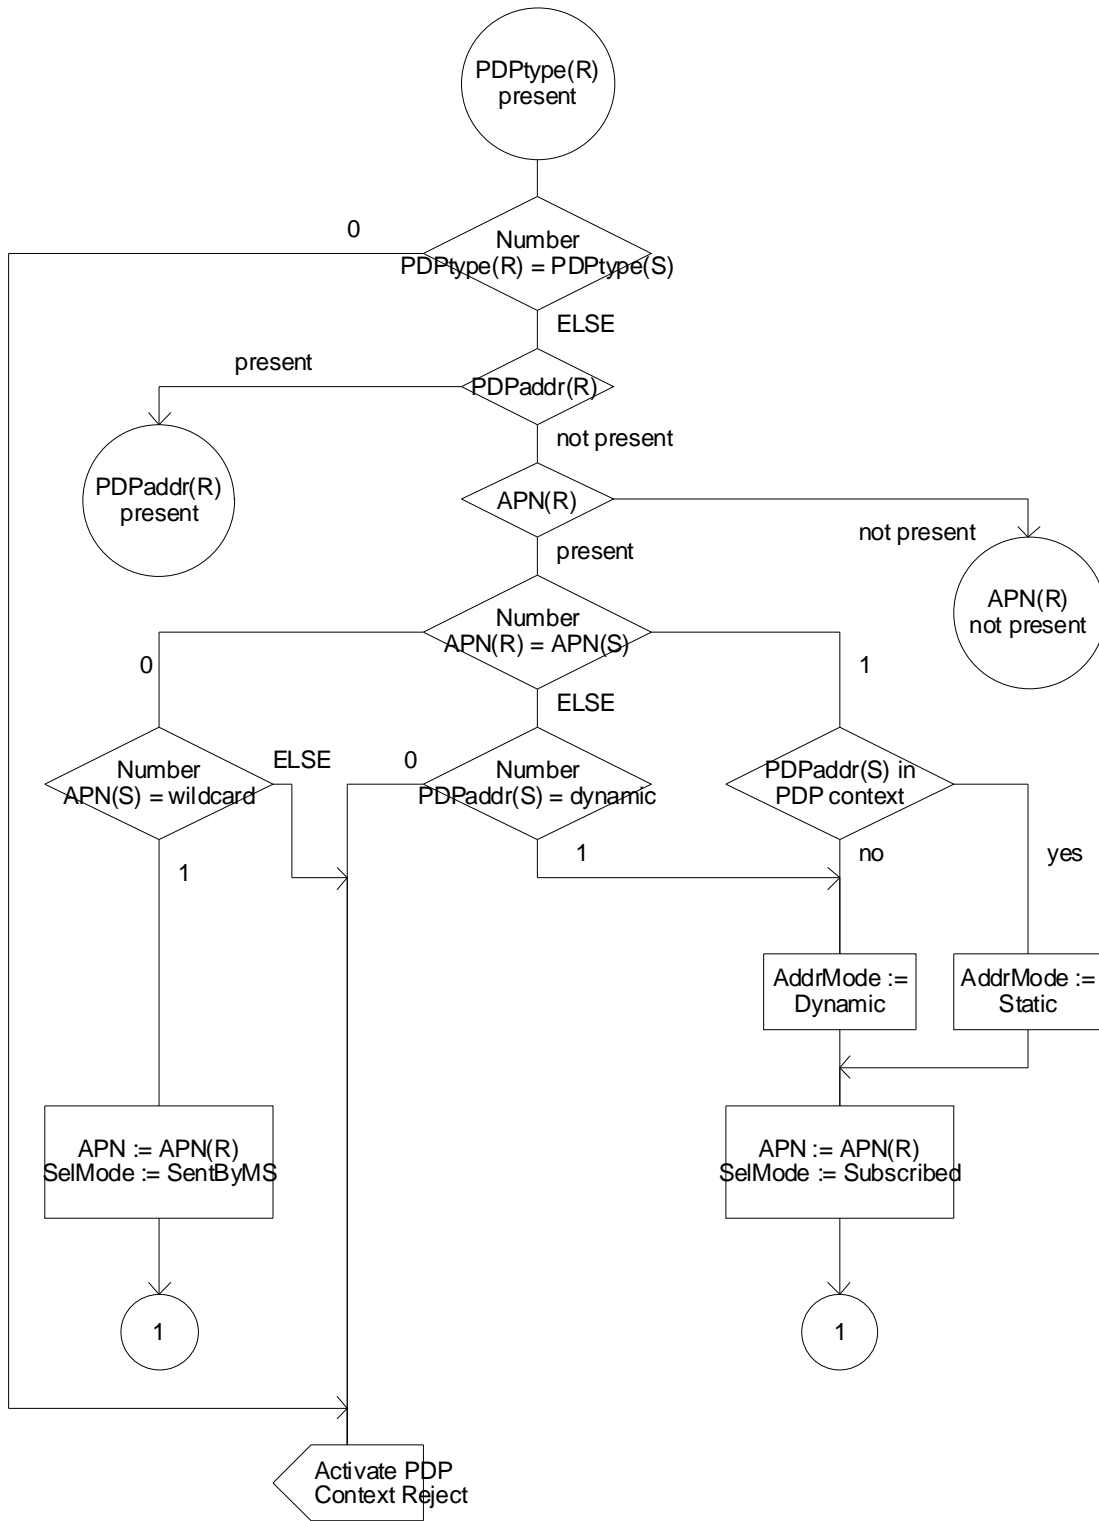 PDPtype(R)
present
0
Number
PDPtype(R) = PDPtype(S)
ELSE
present
PDPaddr(R)
not present
PDPaddr(R)
present
APN(R)
not present
present
APN(R)
not present
Number
APN(R) = APN(S)
0
1
ELSE
ELSE
0
Number
APN(S) = wildcard
Number
PDPaddr(S) = dynamic
PDPaddr(S) in
PDP context
1
1
no
yes
AddrMode :=
Dynamic
AddrMode :=
Static
APN := APN(R)
SelMode := SentByMS
APN := APN(R)
SelMode := Subscribed
1
1
Activate PDP
Context Reject